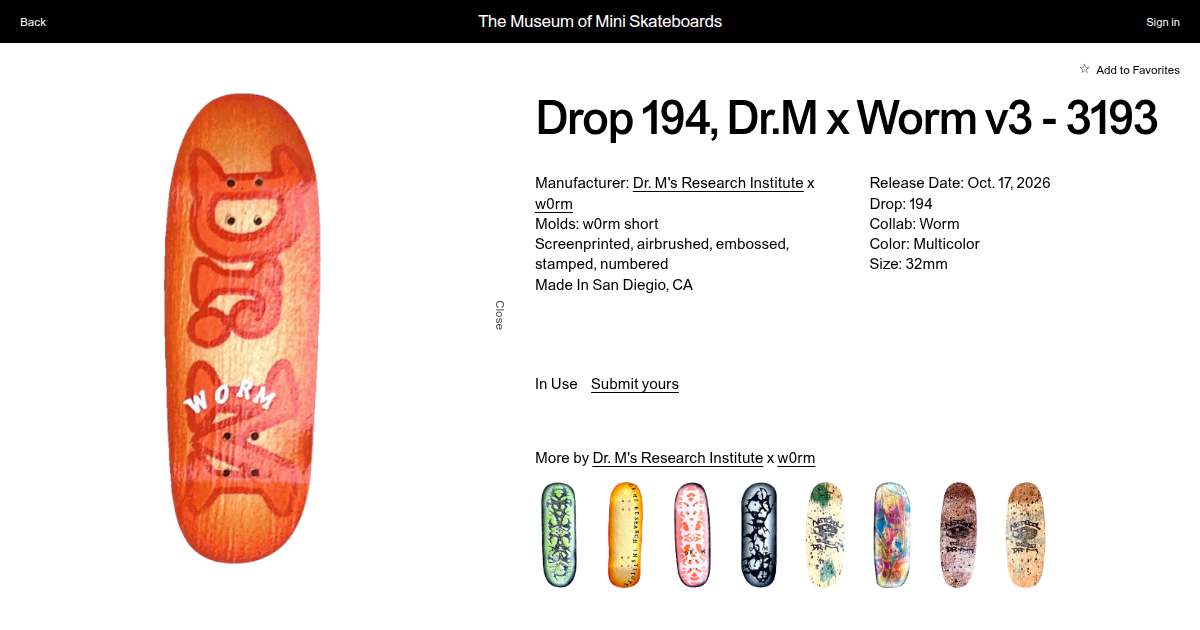 Back
The Museum of Mini Skateboards
Sign in
☆ Add to Favorites
Drop 194, Dr.M x Worm v3 - 3193
Manufacturer: Dr. M's Research Institute x
w0rm
Molds: w0rm short
Screenprinted, airbrushed, embossed,
stamped, numbered
Made In San Diegio, CA
Release Date: Oct. 17, 2026
Drop: 194
Collab: Worm
Color: Multicolor
Size: 32mm
Close
WORM
In Use Submit yours
More by Dr. M's Research Institute x w0rm